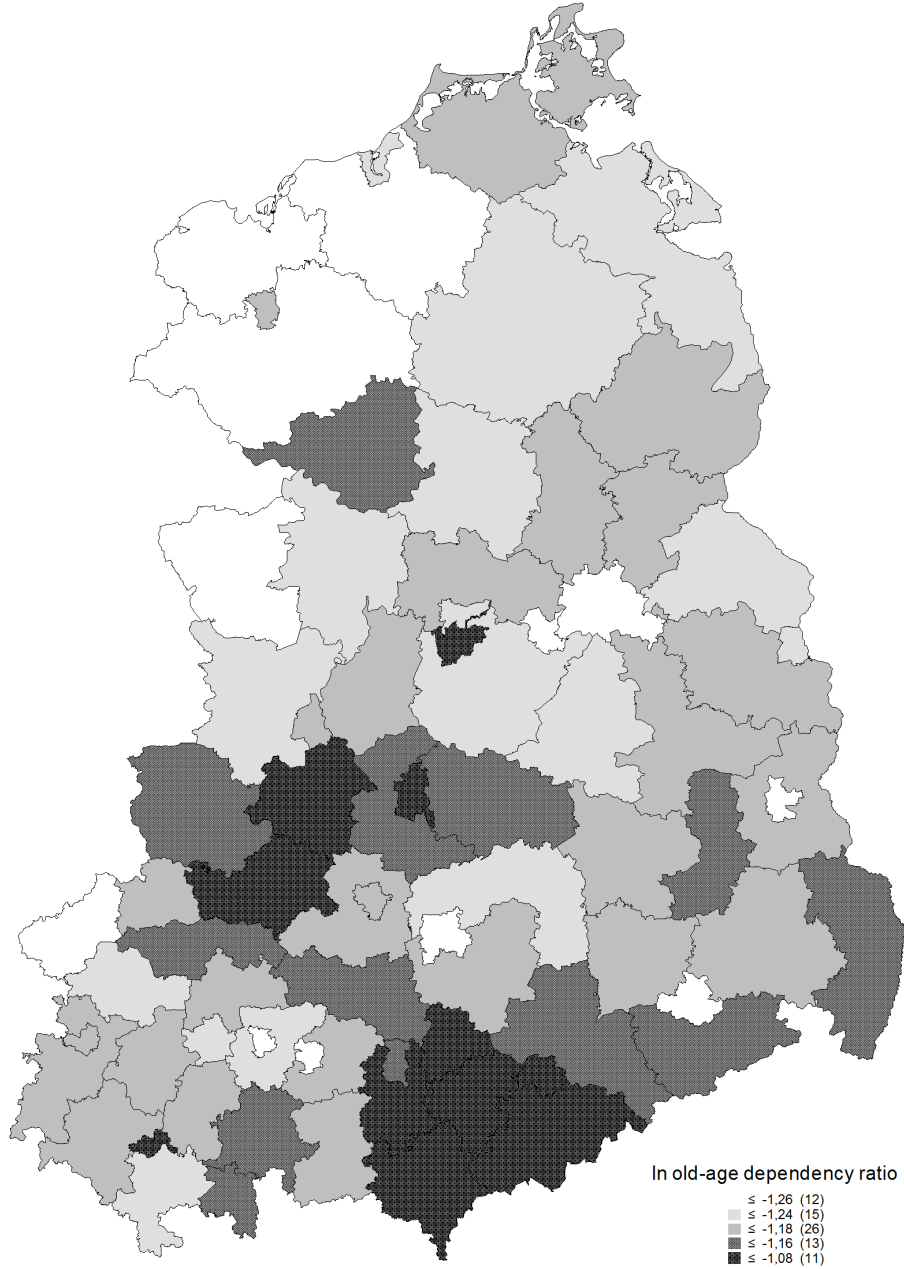 In old-age dependency ratio
≤ -1,26 (12)
≤ -1,24 (15)
≤ -1,18 (26)
≤ -1,16 (13)
≤ -1,08 (11)